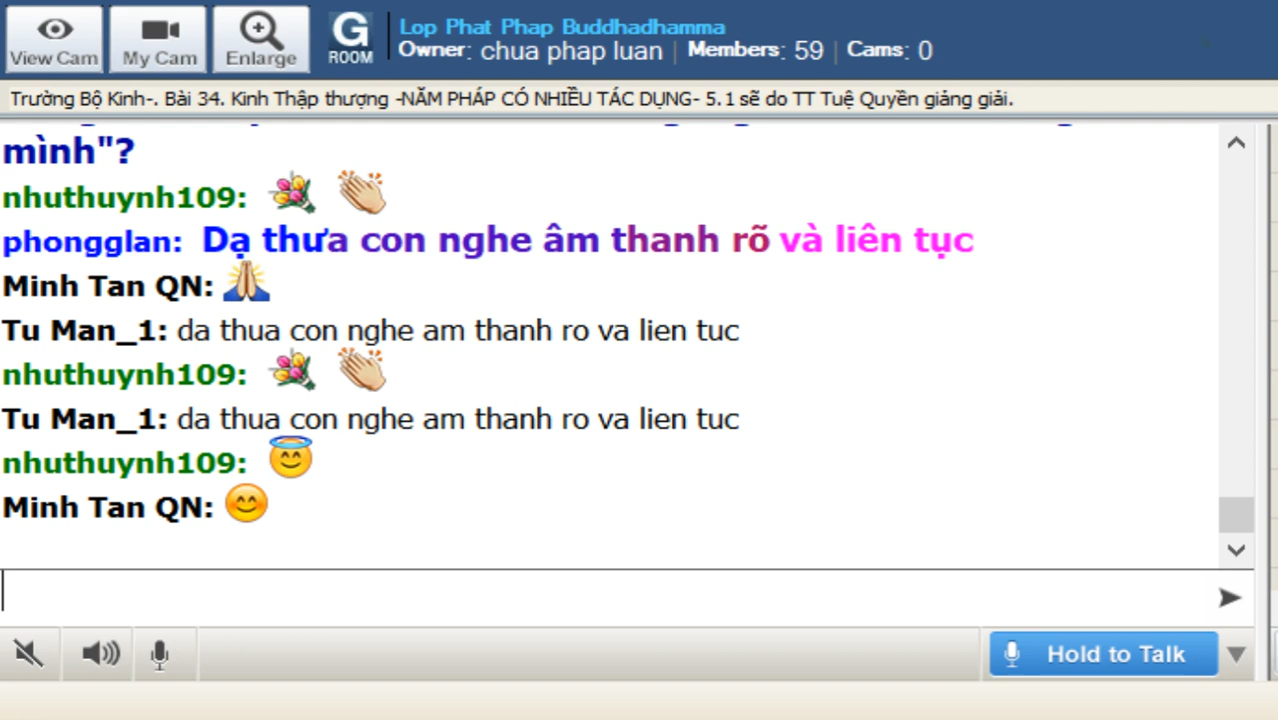 View Cam
My Cam
Enlarge
G
ROOM
Lop Phat Phap Buddhadhamma
Owner: chua phap luan | Members: 59 | Cams: 0
Trường Bộ Kinh-. Bài 34. Kinh Thập thượng -NĂM PHÁP CÓ NHIỀU TÁC DỤNG- 5.1 sẽ do TT Tuệ Quyền giảng giải.
mình"?
nhuthuynh109:
phongglan: Dạ thưa con nghe âm thanh rõ và liên tục
Minh Tan QN:
Tu Man_1: da thua con nghe am thanh ro va lien tuc
nhuthuynh109:
Tu Man_1: da thua con nghe am thanh ro va lien tuc
nhuthuynh109:
Minh Tan QN:
Hold to Talk